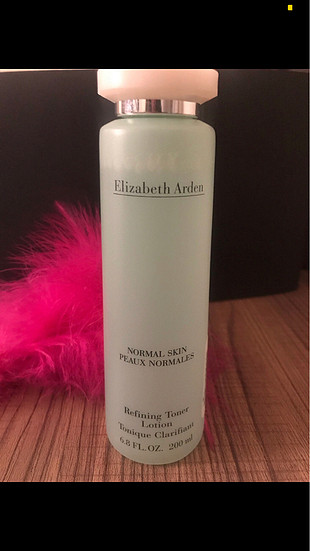 Elizabeth Arden
NORMAL SKIN
PEAUX NORMALES
Refining Toner
Lotion
Tonique Clarifiant
6.8 FL. OZ. 200 ml